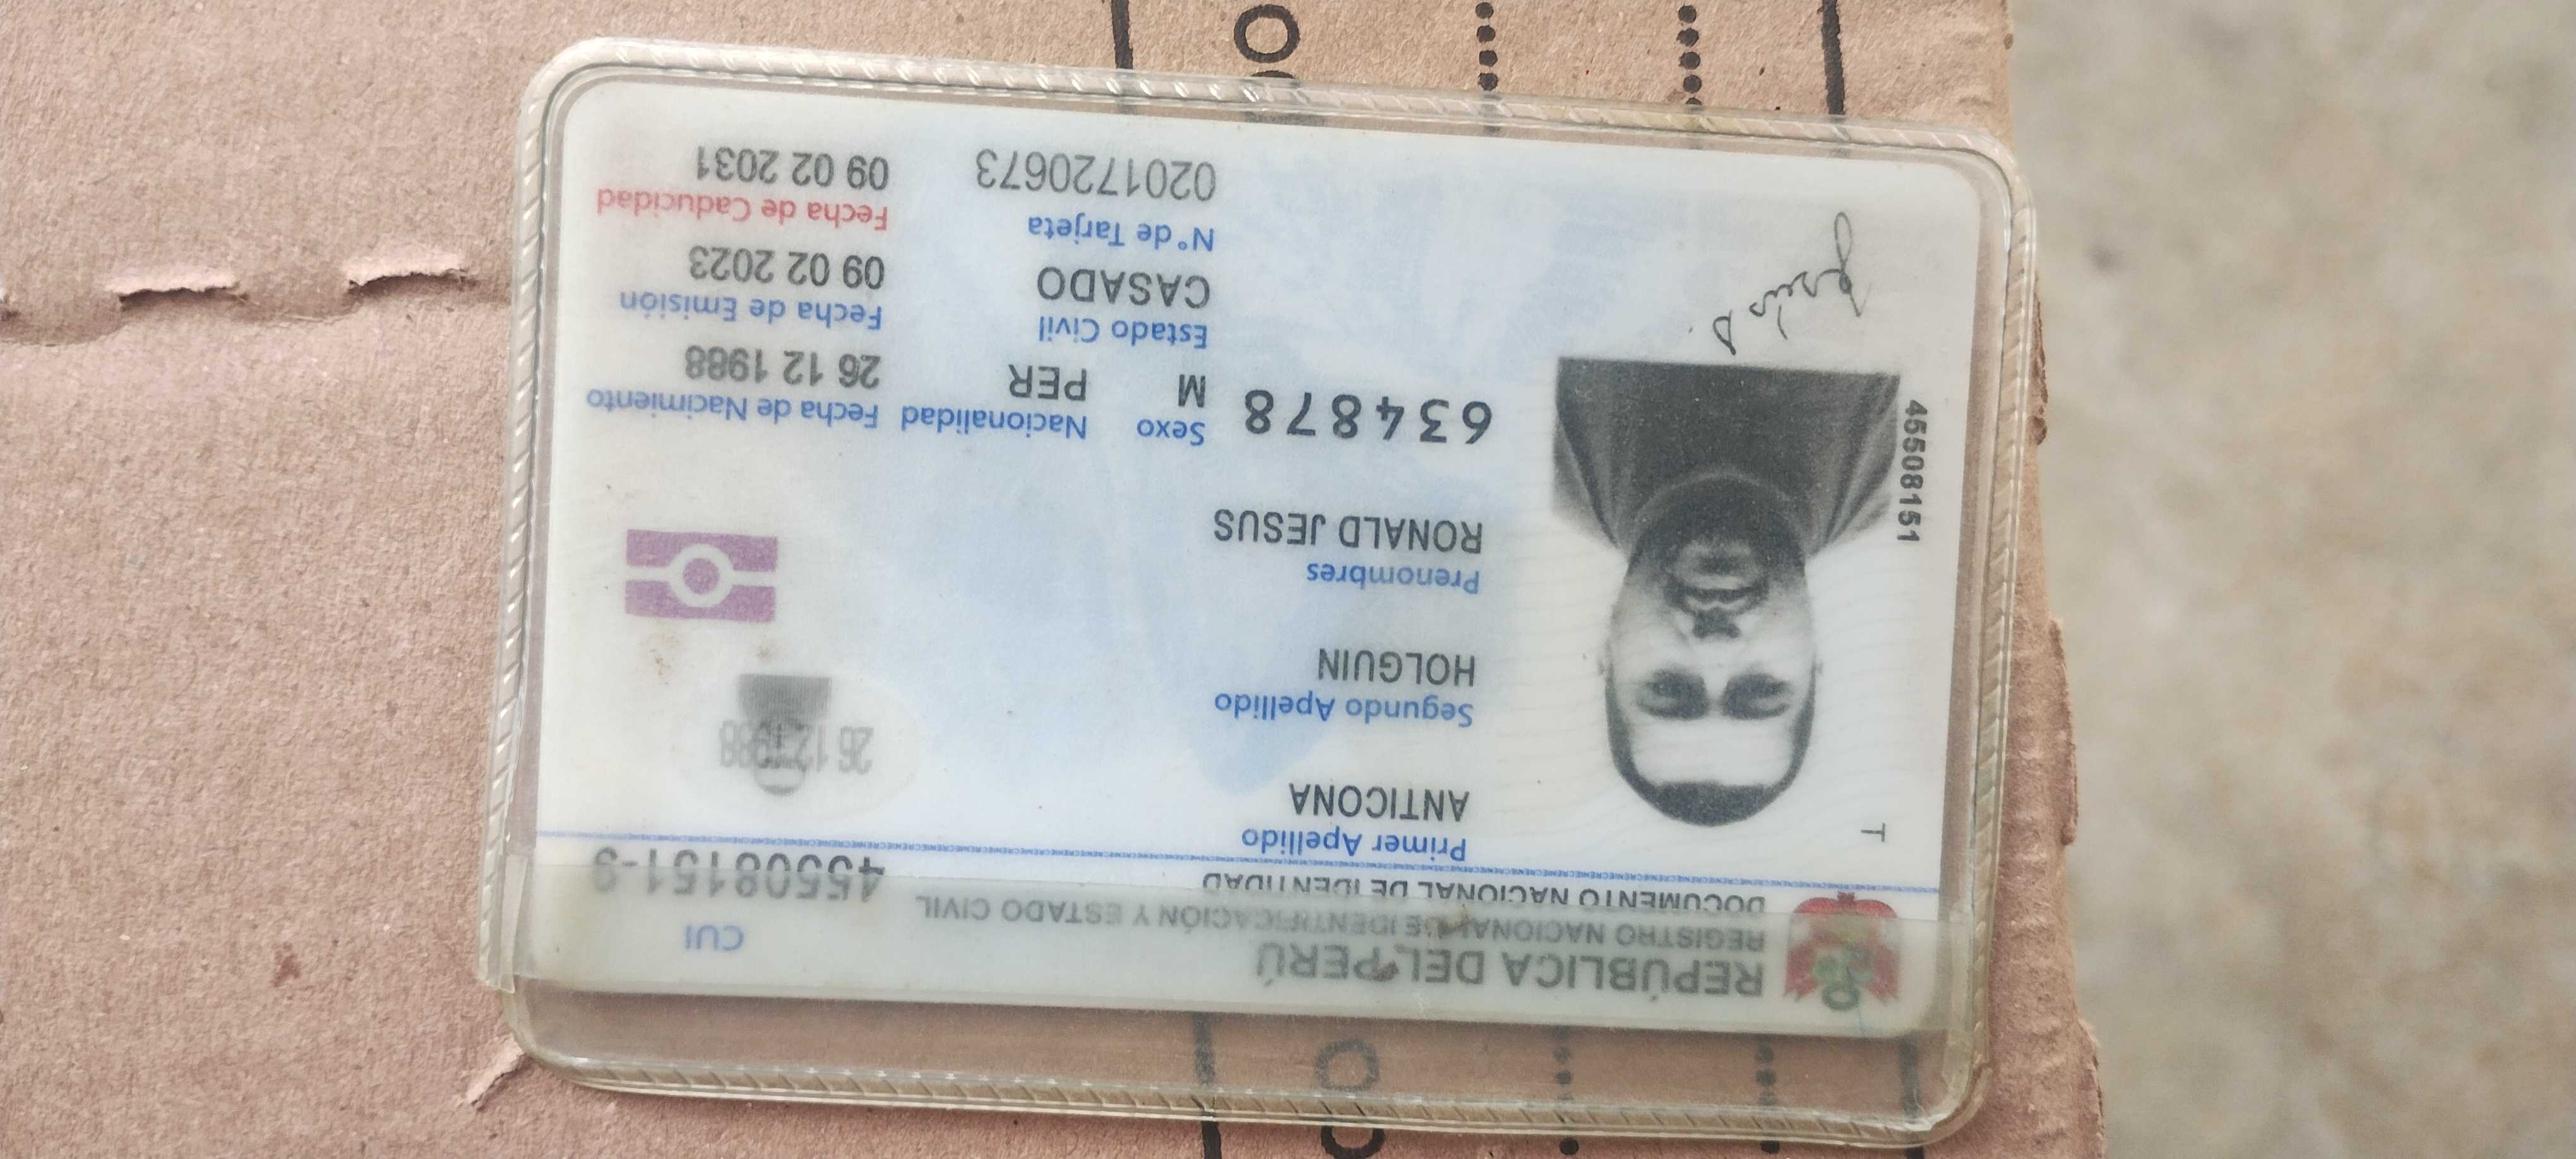 REPÚBLICA DEL PERÚ
REGISTRO NACIONAL DE IDENTIFICACIÓN Y ESTADO CIVIL
DOCUMENTO NACIONAL DE IDENTIDAD
CUI
45508151-9
T
Primer Apellido
ANTICONA
Segundo Apellido
HOLGUIN
Prenombres
RONALD JESUS
26 12 1988
45508151
634878
Sexo Nacionalidad Fecha de Nacimiento
M PER 26 12 1988
Estado Civil Fecha de Emisión
CASADO 09 02 2023
N° de Tarjeta Fecha de Caducidad
0201720673 09 02 2031